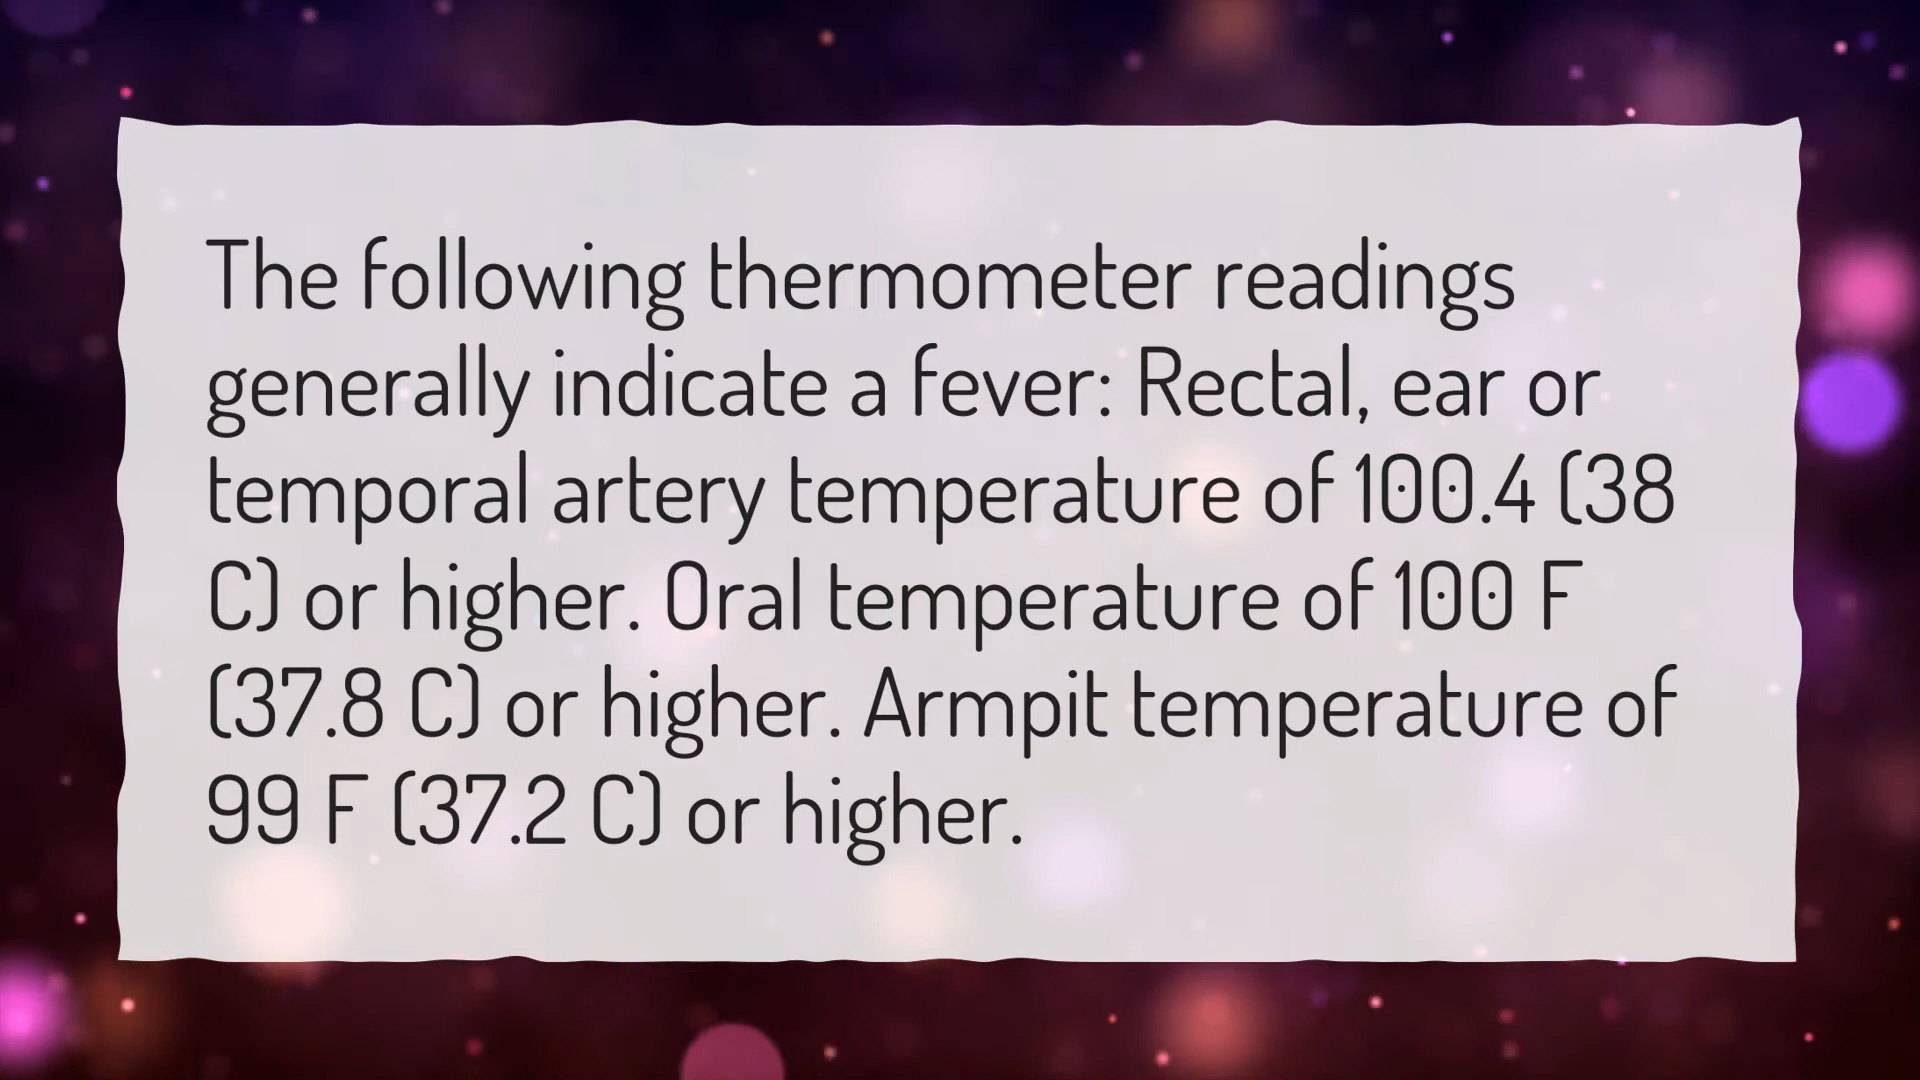 The following thermometer readings
generally indicate a fever: Rectal, ear or
temporal artery temperature of 100.4 (38
C) or higher. Oral temperature of 100 F
(37.8 C) or higher. Armpit temperature of
99 F (37.2 C) or higher.